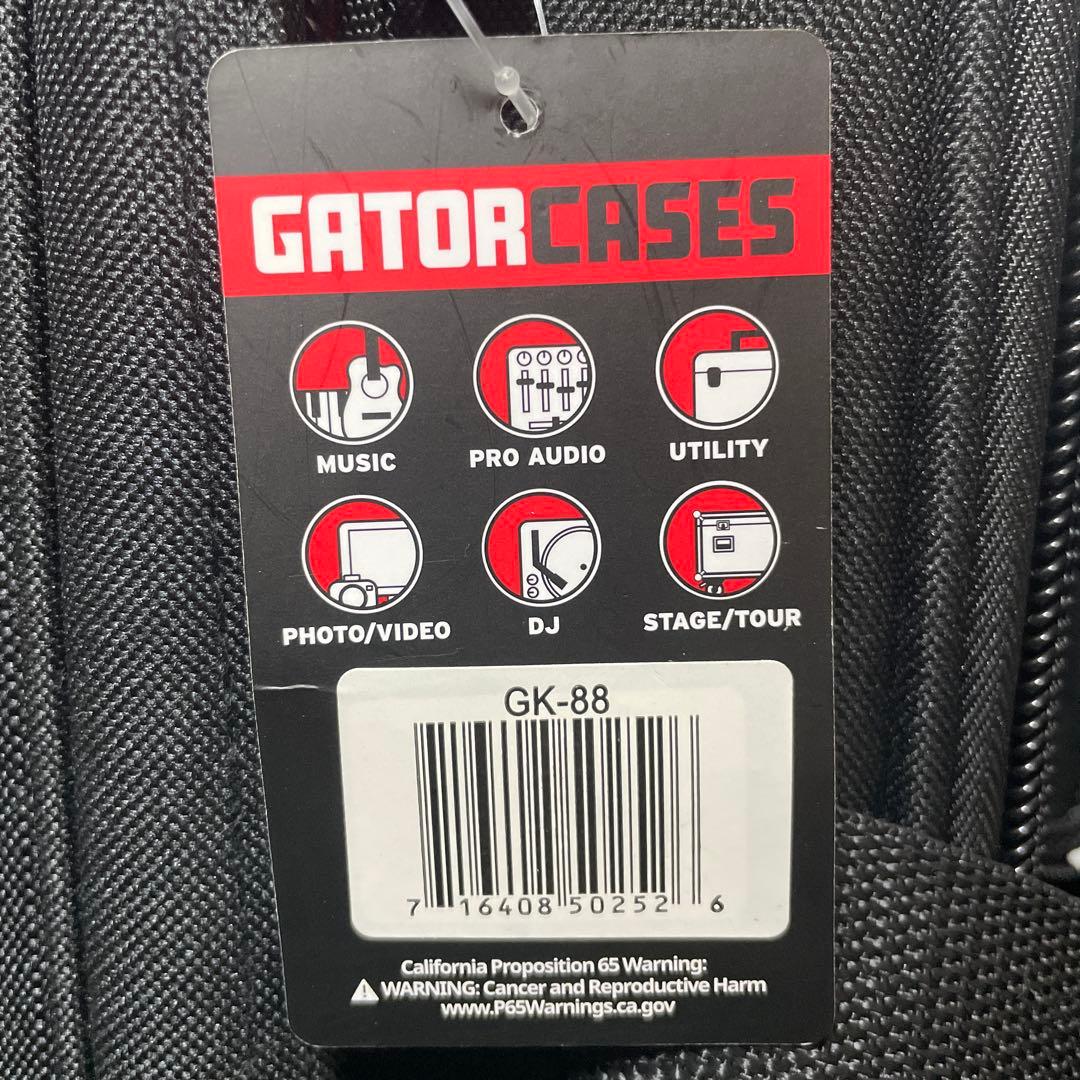 GATORCASES
MUSIC PRO AUDIO UTILITY
PHOTO/VIDEO DJ STAGE/TOUR
GK-88
7 16408 50252 6
California Proposition 65 Warning:
WARNING: Cancer and Reproductive Harm
www.P65Warnings.ca.gov